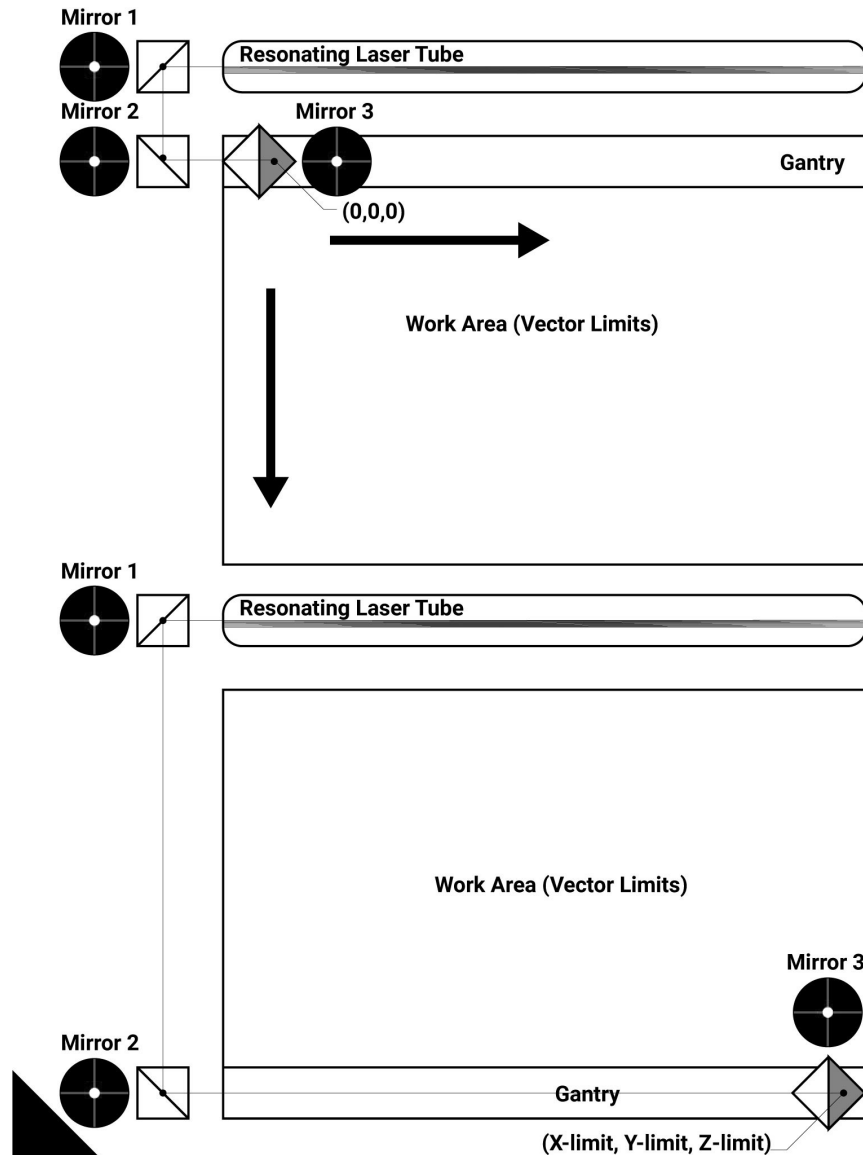 Mirror 1
Resonating Laser Tube
Mirror 2
Mirror 3
Gantry
(0,0,0)
Work Area (Vector Limits)
Mirror 1
Resonating Laser Tube
Work Area (Vector Limits)
Mirror 3
Mirror 2
Gantry
(X-limit, Y-limit, Z-limit)